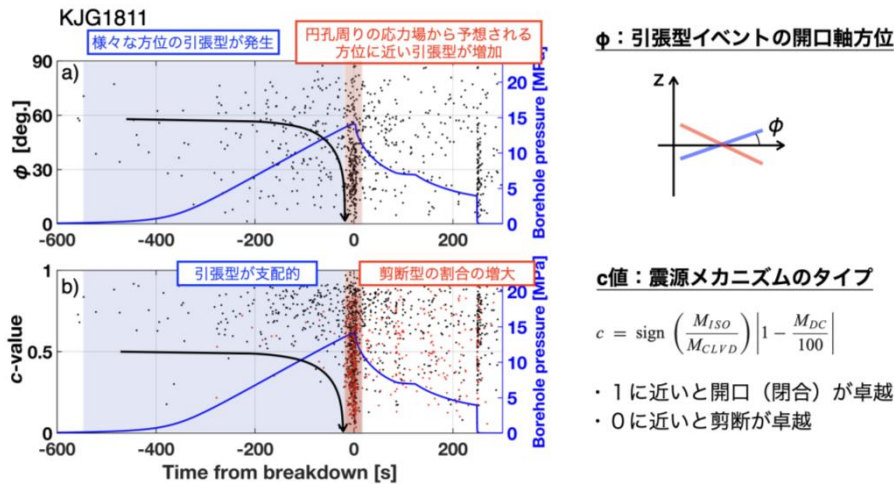 KJG1811
様々な方位の引張型が発生
円孔周りの応力場から予想される
方位に近い引張型が増加
a)
90
60
30
0
ϕ [deg.]
20
15
10
5
0
Borehole pressure [MPa]
-600
-400
-200
0
200
b)
引張型が支配的
剪断型の割合の増大
1
0.5
0
c-value
20
15
10
5
0
Borehole pressure [MPa]
-600
-400
-200
0
200
Time from breakdown [s]
ϕ：引張型イベントの開口軸方位
z
ϕ
c値：震源メカニズムのタイプ
c = sign (M_ISO / M_CLVD) |1 − M_DC / 100|
・１に近いと開口（閉合）が卓越
・０に近いと剪断が卓越